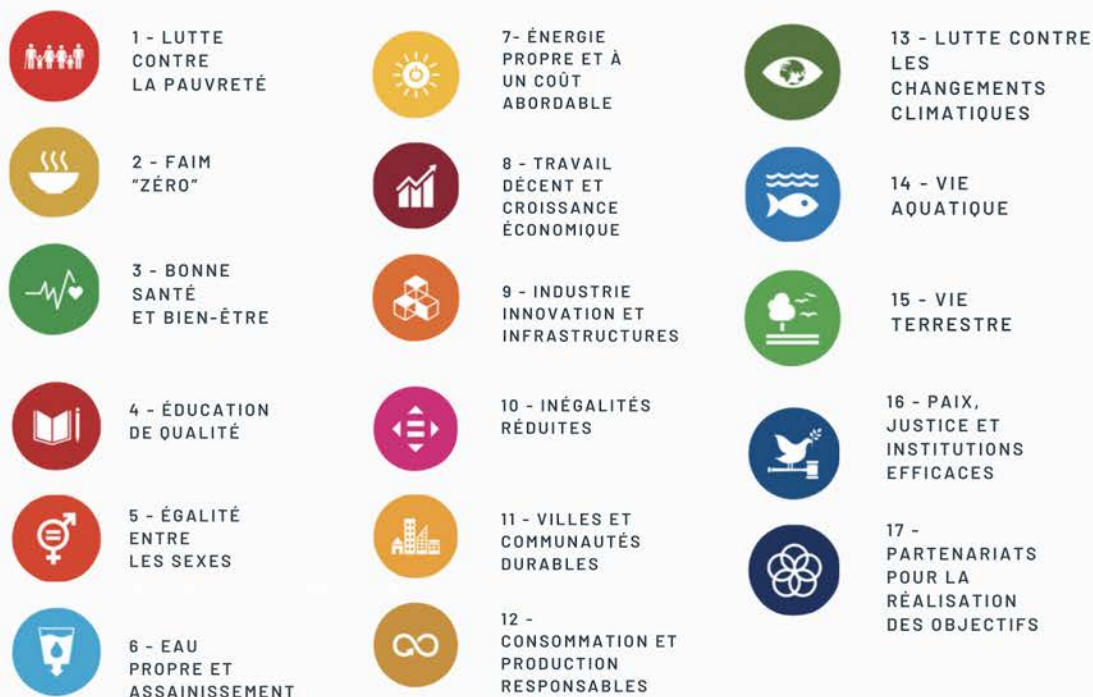 1 - LUTTE
CONTRE
LA PAUVRETÉ
2 - FAIM
"ZÉRO"
3 - BONNE
SANTÉ
ET BIEN-ÊTRE
4 - ÉDUCATION
DE QUALITÉ
5 - ÉGALITÉ
ENTRE
LES SEXES
6 - EAU
PROPRE ET
ASSAINISSEMENT
7- ÉNERGIE
PROPRE ET À
UN COÛT
ABORDABLE
8 - TRAVAIL
DÉCENT ET
CROISSANCE
ÉCONOMIQUE
9 - INDUSTRIE
INNOVATION ET
INFRASTRUCTURES
10 - INÉGALITÉS
RÉDUITES
11 - VILLES ET
COMMUNAUTÉS
DURABLES
12 -
CONSOMMATION ET
PRODUCTION
RESPONSABLES
13 - LUTTE CONTRE
LES
CHANGEMENTS
CLIMATIQUES
14 - VIE
AQUATIQUE
15 - VIE
TERRESTRE
16 - PAIX,
JUSTICE ET
INSTITUTIONS
EFFICACES
17 -
PARTENARIATS
POUR LA
RÉALISATION
DES OBJECTIFS